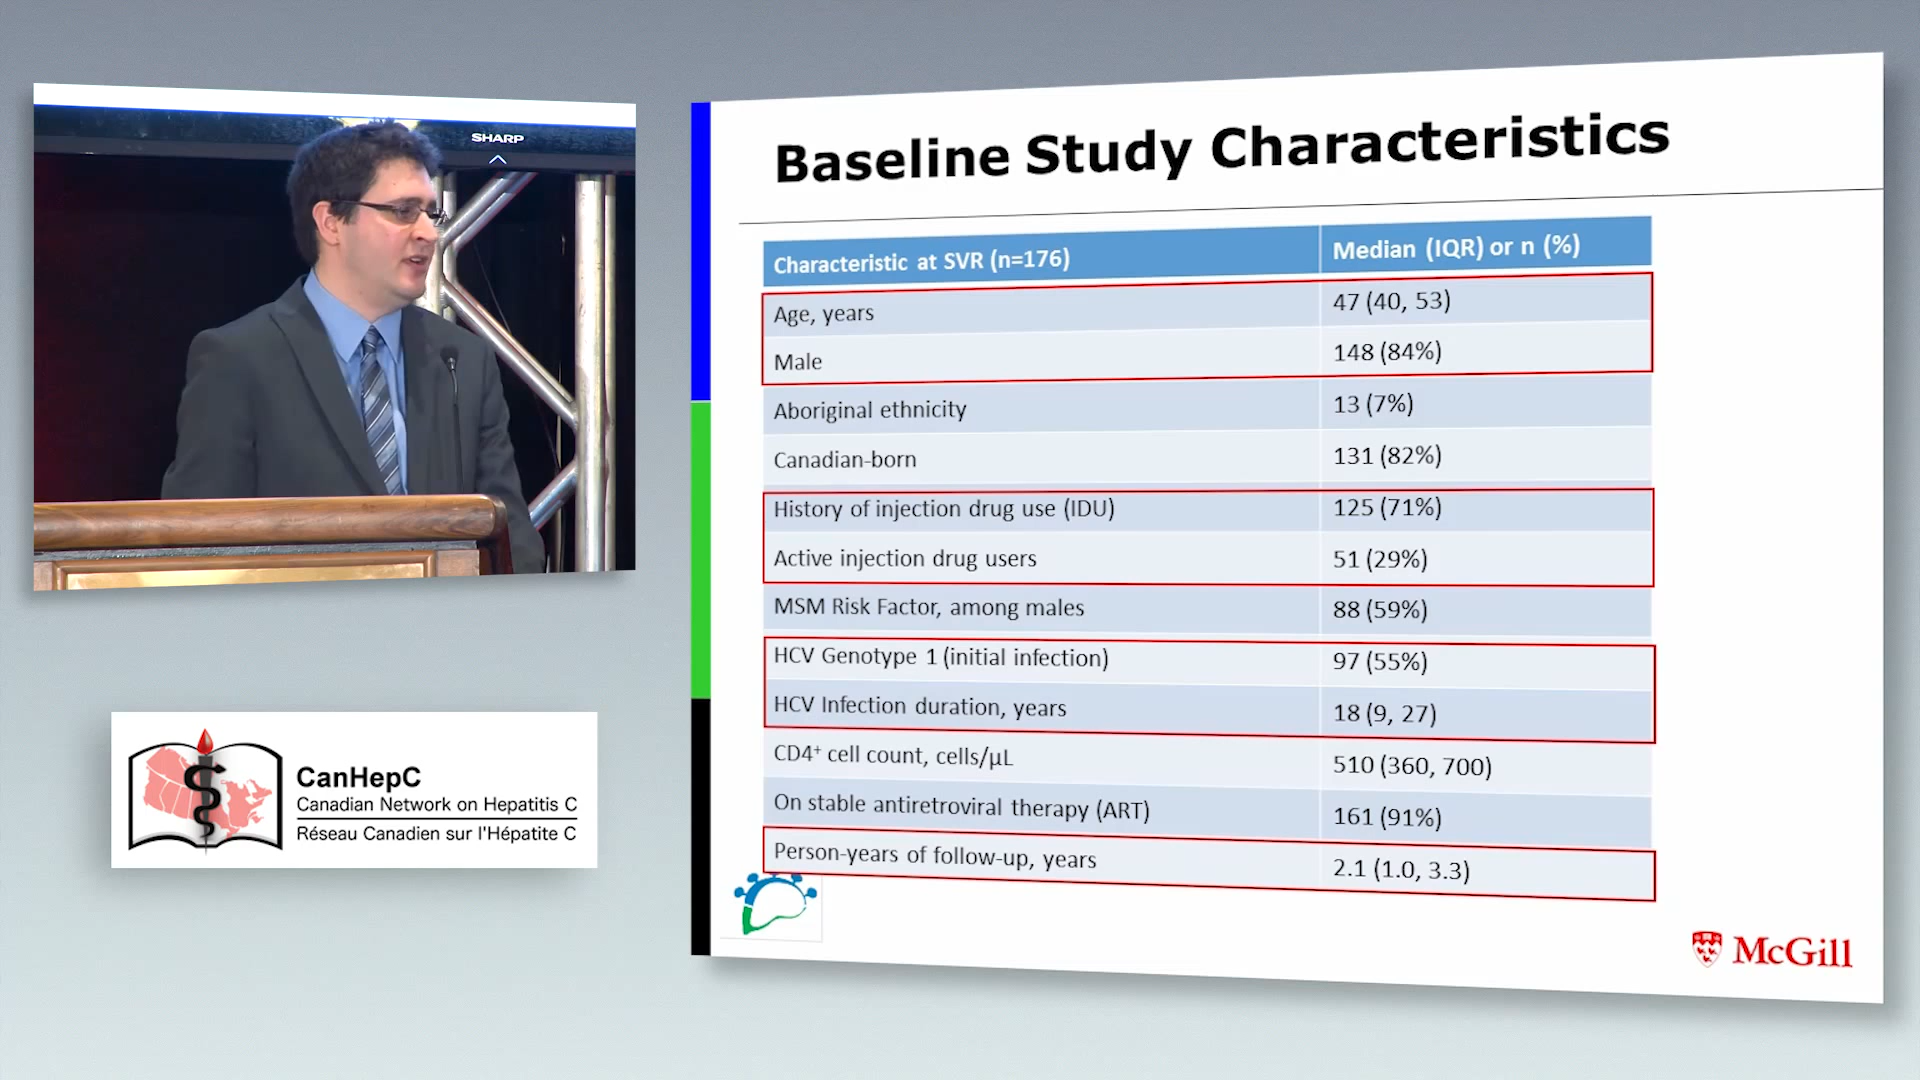 SHARP
Baseline Study Characteristics
Characteristic at SVR (n=176) Median (IQR) or n (%)
Age, years 47 (40, 53)
Male 148 (84%)
Aboriginal ethnicity 13 (7%)
Canadian-born 131 (82%)
History of injection drug use (IDU) 125 (71%)
Active injection drug users 51 (29%)
MSM Risk Factor, among males 88 (59%)
HCV Genotype 1 (initial infection) 97 (55%)
HCV Infection duration, years 18 (9, 27)
CD4⁺ cell count, cells/µL 510 (360, 700)
On stable antiretroviral therapy (ART) 161 (91%)
Person-years of follow-up, years 2.1 (1.0, 3.3)
McGill
CanHepC
Canadian Network on Hepatitis C
Réseau Canadien sur l'Hépatite C